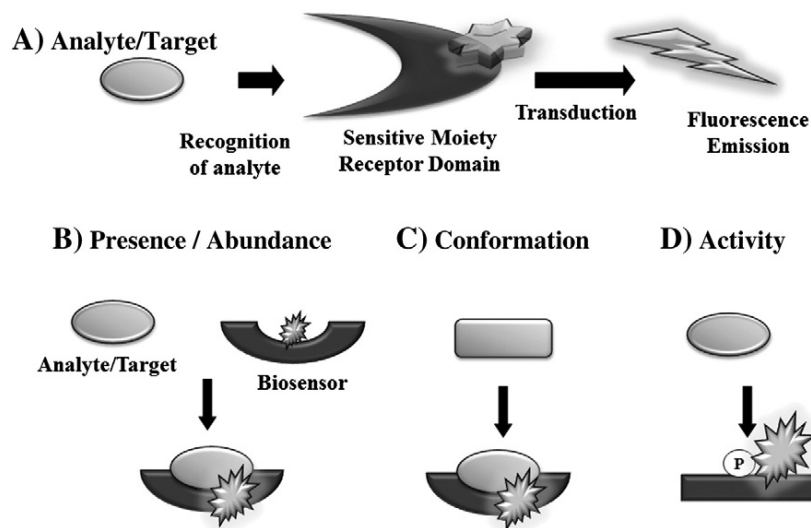 A) Analyte/Target
Recognition
of analyte
Sensitive Moiety
Receptor Domain
Transduction
Fluorescence
Emission
B) Presence / Abundance
Analyte/Target
Biosensor
C) Conformation
D) Activity
P